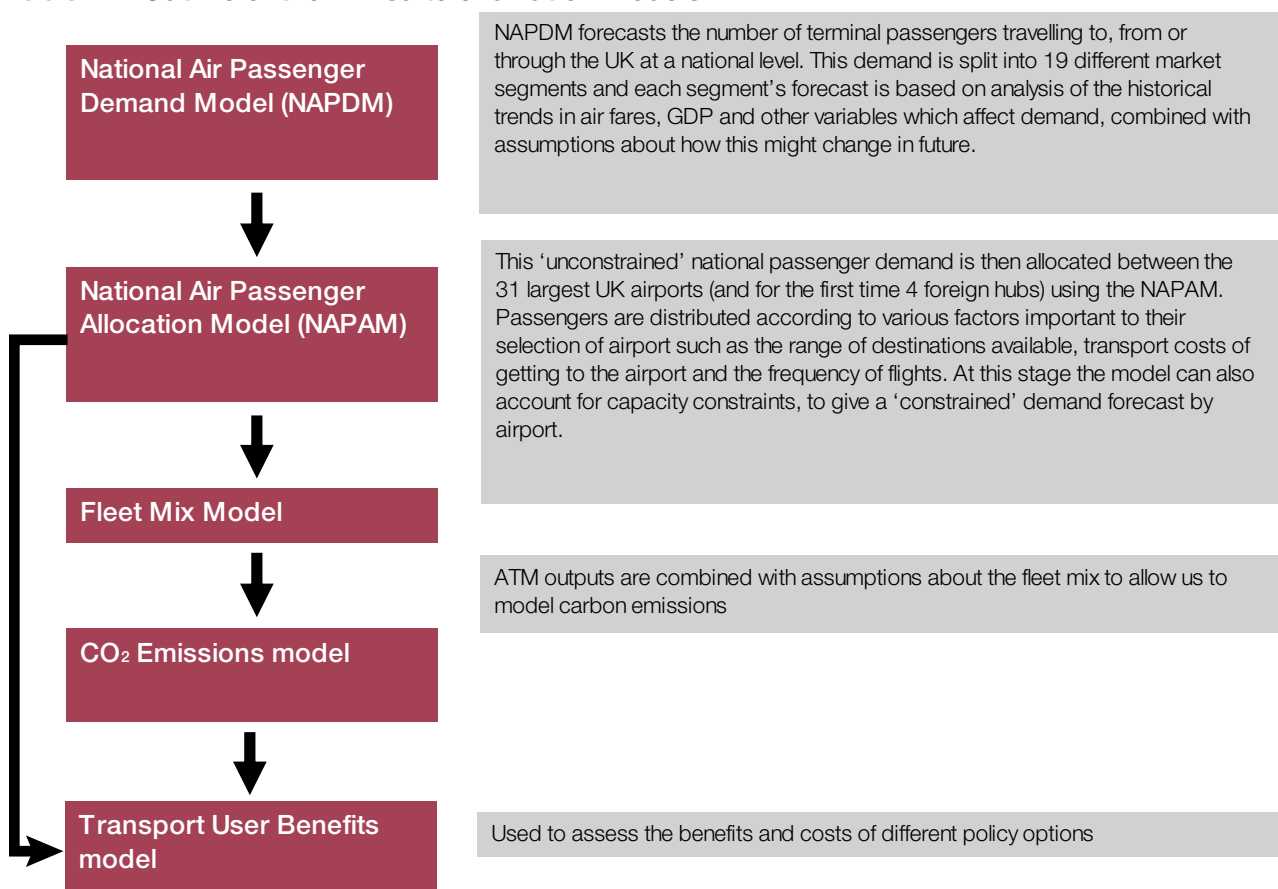 National Air Passenger
Demand Model (NAPDM)
NAPDM forecasts the number of terminal passengers travelling to, from or
through the UK at a national level. This demand is split into 19 different market
segments and each segment's forecast is based on analysis of the historical
trends in air fares, GDP and other variables which affect demand, combined with
assumptions about how this might change in future.
National Air Passenger
Allocation Model (NAPAM)
This ‘unconstrained’ national passenger demand is then allocated between the
31 largest UK airports (and for the first time 4 foreign hubs) using the NAPAM.
Passengers are distributed according to various factors important to their
selection of airport such as the range of destinations available, transport costs of
getting to the airport and the frequency of flights. At this stage the model can also
account for capacity constraints, to give a ‘constrained’ demand forecast by
airport.
Fleet Mix Model
ATM outputs are combined with assumptions about the fleet mix to allow us to
model carbon emissions
CO₂ Emissions model
Transport User Benefits
model
Used to assess the benefits and costs of different policy options